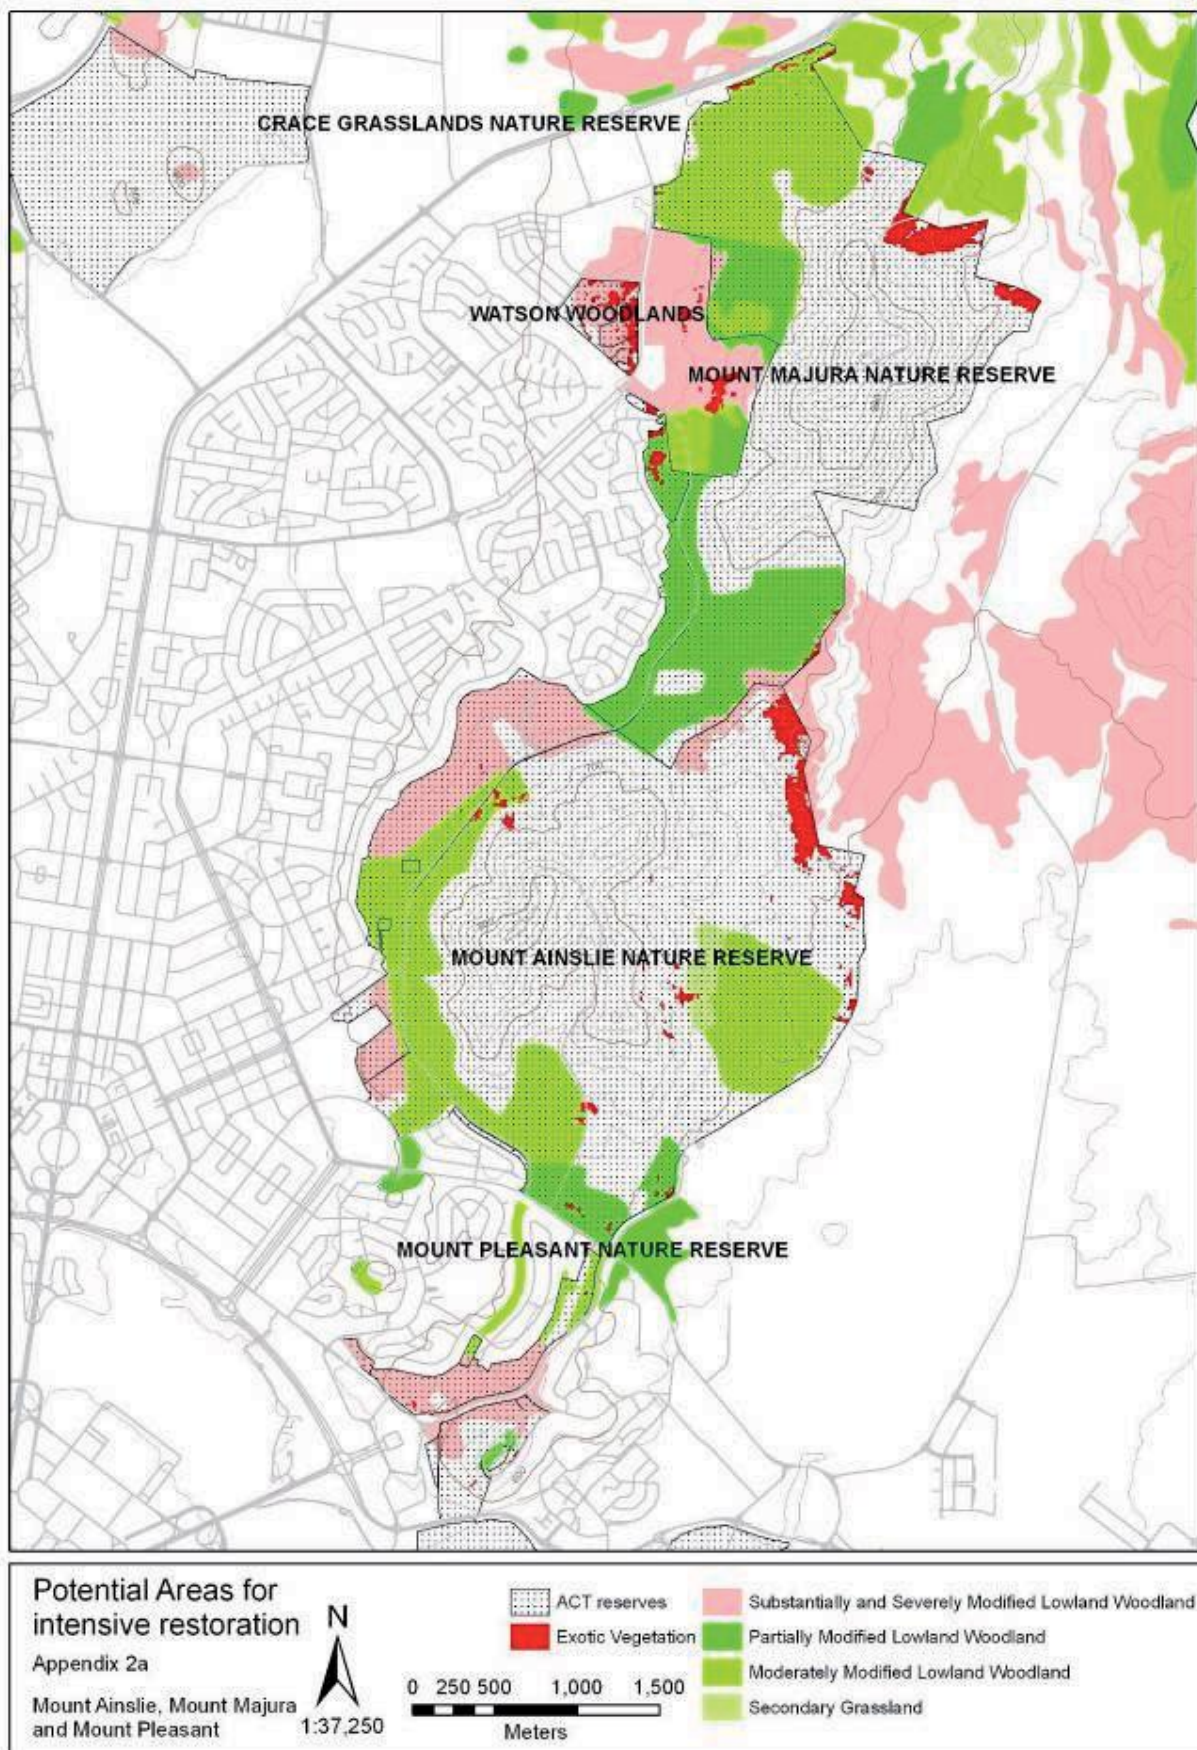 CRACE GRASSLANDS NATURE RESERVE
WATSON WOODLANDS
MOUNT MAJURA NATURE RESERVE
700
MOUNT AINSLIE NATURE RESERVE
MOUNT PLEASANT NATURE RESERVE
Potential Areas for
intensive restoration
Appendix 2a
Mount Ainslie, Mount Majura
and Mount Pleasant
N
1:37,250
ACT reserves
Exotic Vegetation
0 250 500 1,000 1,500
Meters
Substantially and Severely Modified Lowland Woodland
Partially Modified Lowland Woodland
Moderately Modified Lowland Woodland
Secondary Grassland